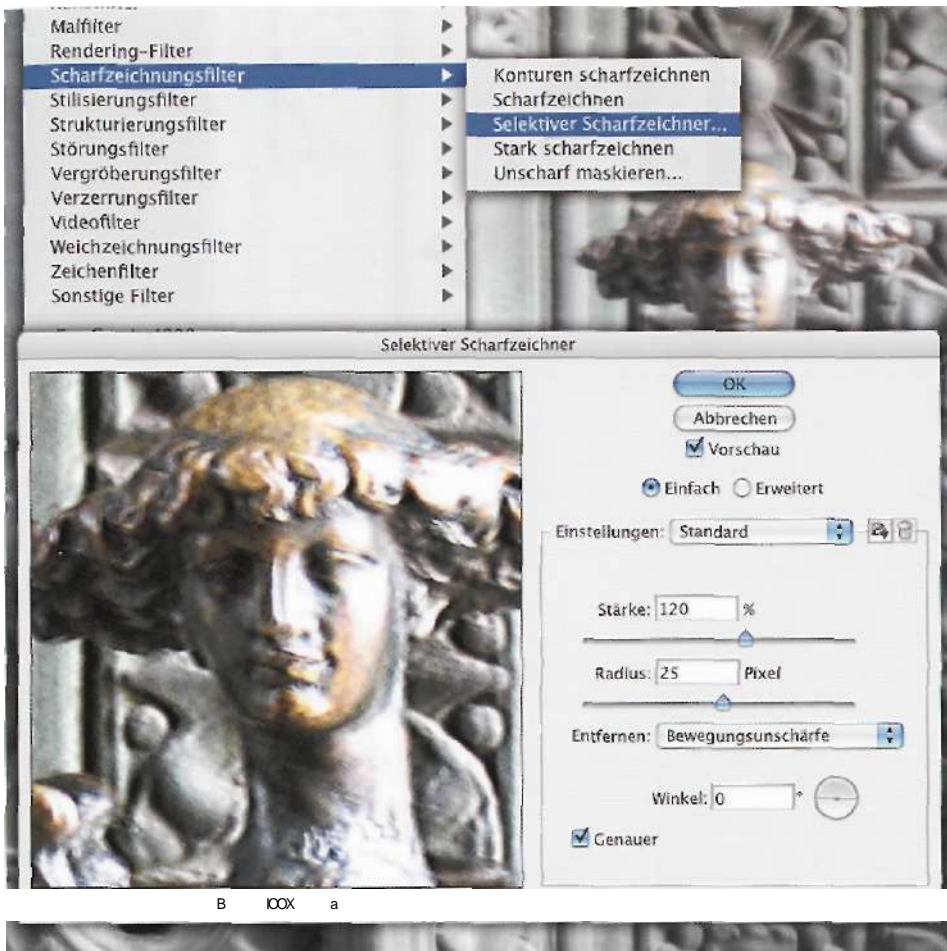 Malfilter
Rendering-Filter
Scharfzeichnungsfilter
Stilisierungsfilter
Strukturierungsfilter
Störungsfilter
Vergröberungsfilter
Verzerrungsfilter
Videofilter
Weichzeichnungsfilter
Zeichenfilter
Sonstige Filter
Konturen scharfzeichnen
Scharfzeichnen
Selektiver Scharfzeichner...
Stark scharfzeichnen
Unscharf maskieren...
Selektiver Scharfzeichner
OK
Abbrechen
Vorschau
Einfach Erweitert
Einstellungen: Standard
Stärke: 120 %
Radius: 25 Pixel
Entfernen: Bewegungsunschärfe
Winkel: 0 °
Genauer
B IOOX a